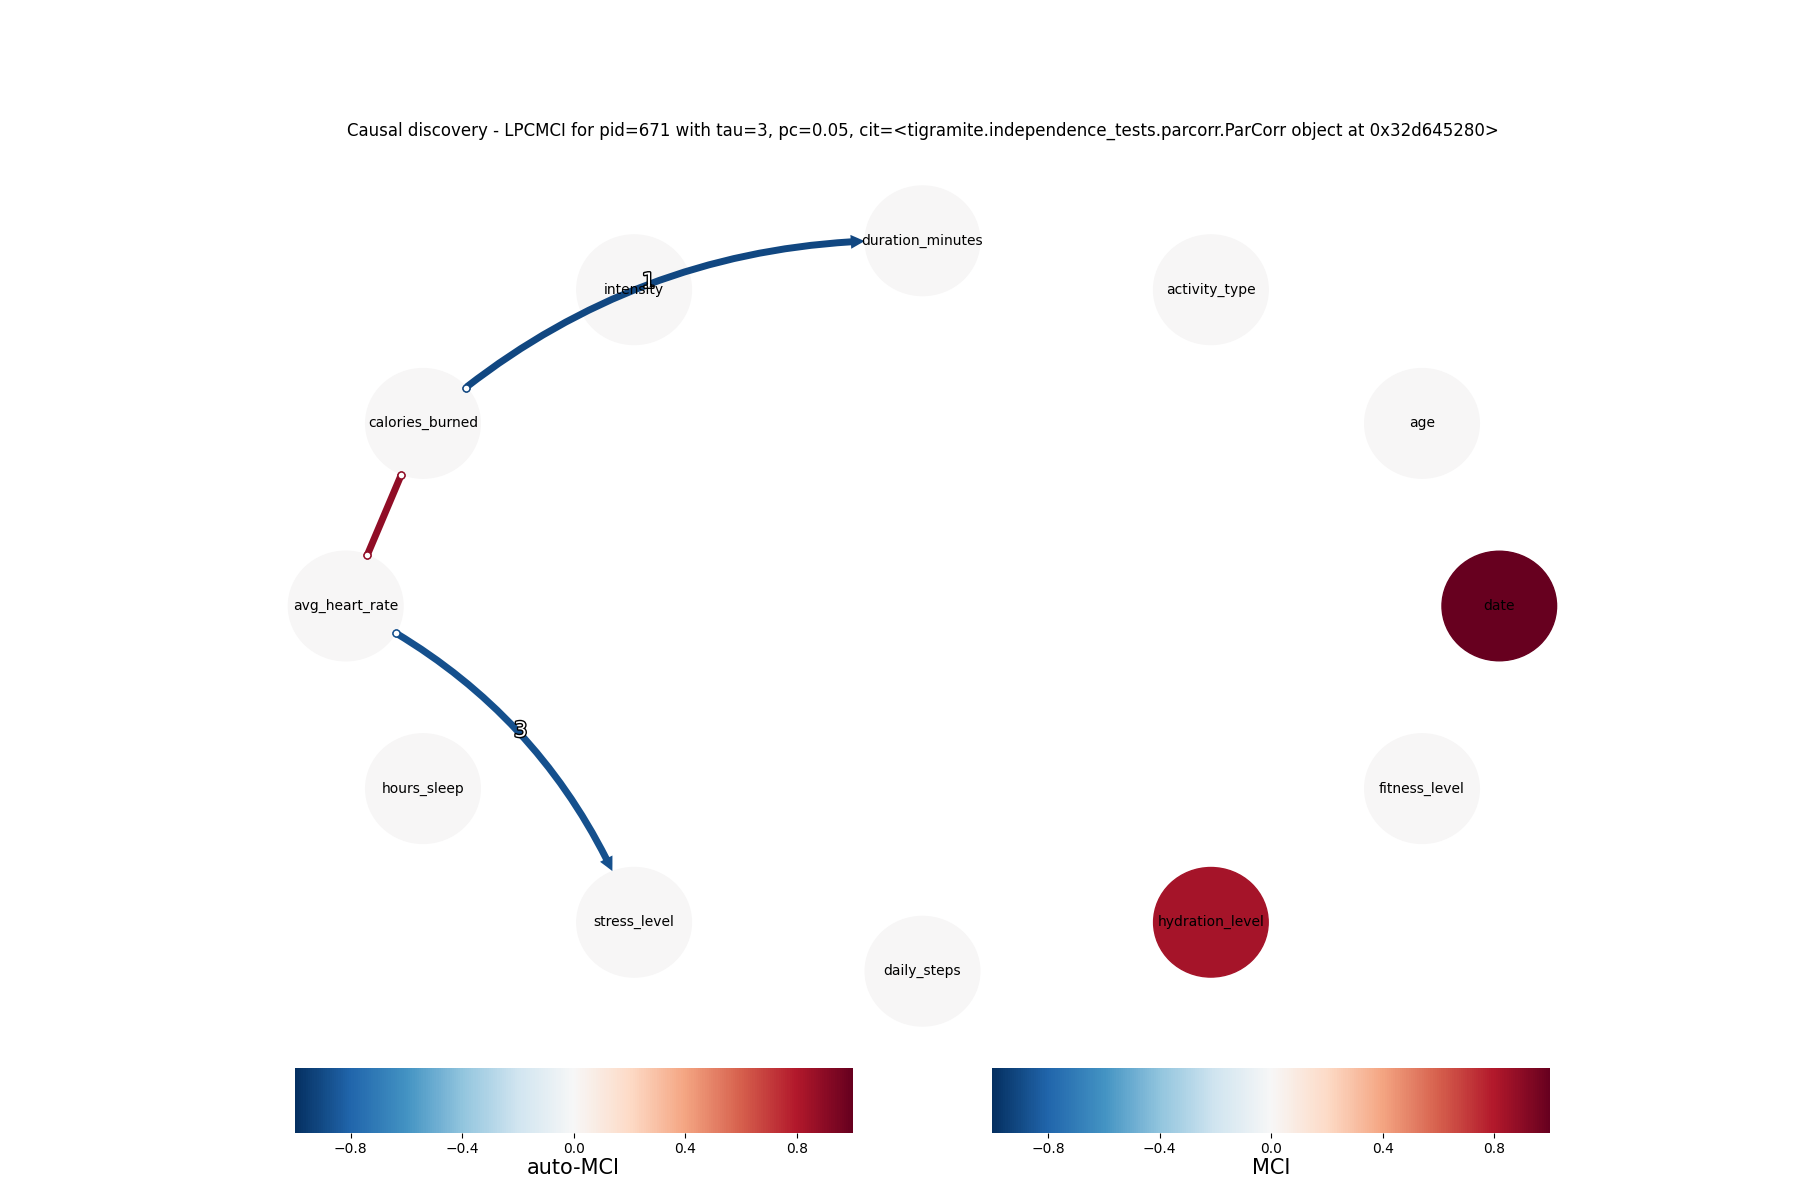 Causal discovery - LPCMCI for pid=671 with tau=3, pc=0.05, cit=<tigramite.independence_tests.parcorr.ParCorr object at 0x32d645280>
duration_minutes
intensity
1
activity_type
calories_burned
age
avg_heart_rate
date
3
hours_sleep
fitness_level
stress_level
hydration_level
daily_steps
−0.8 −0.4 0.0 0.4 0.8
auto-MCI
−0.8 −0.4 0.0 0.4 0.8
MCI